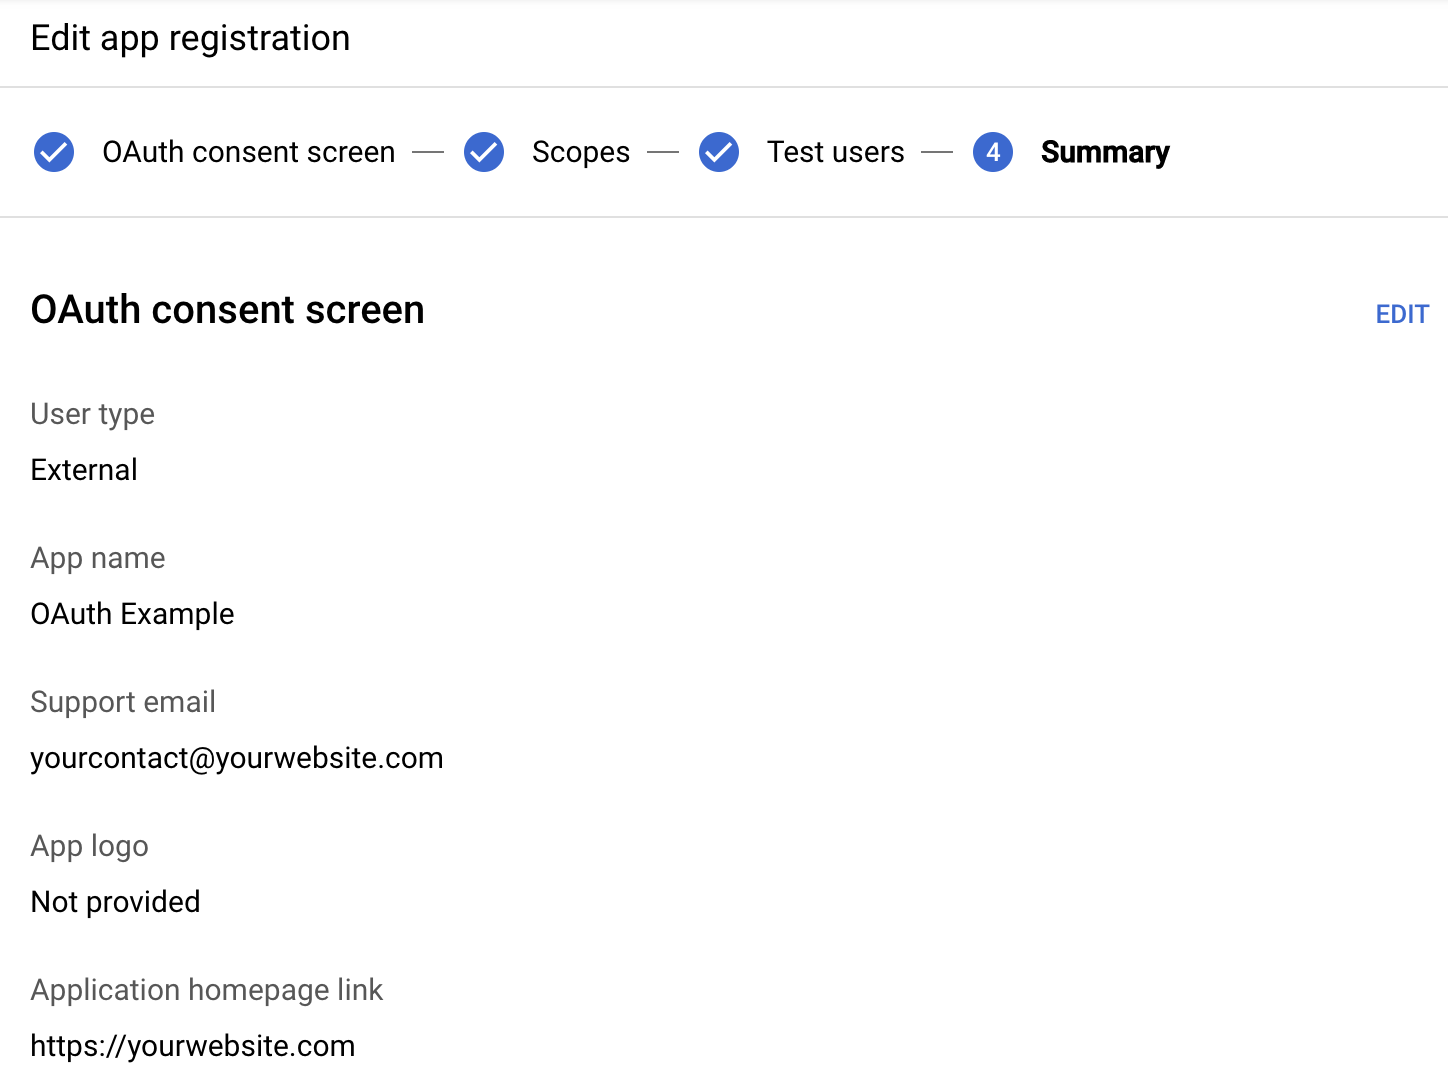 Edit app registration
OAuth consent screen — Scopes — Test users — 4 Summary
OAuth consent screen EDIT
User type
External
App name
OAuth Example
Support email
yourcontact@yourwebsite.com
App logo
Not provided
Application homepage link
https://yourwebsite.com